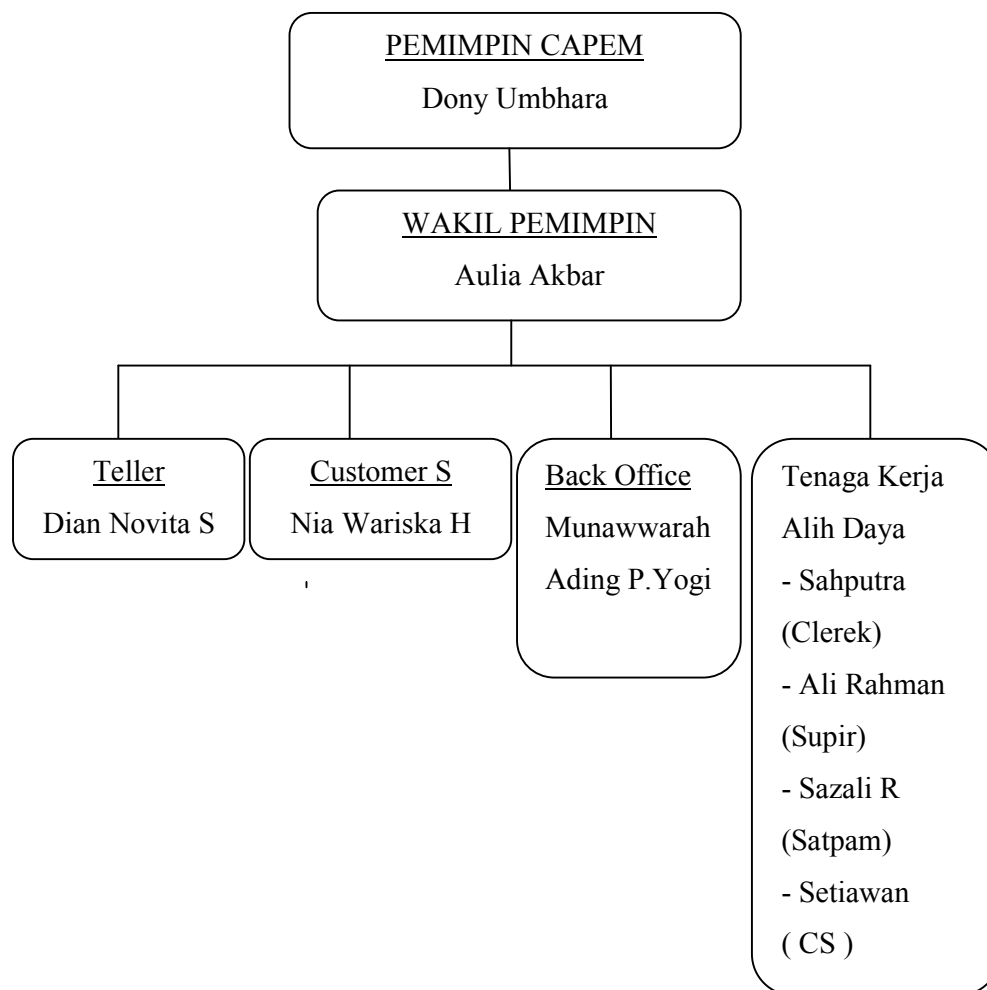 PEMIMPIN CAPEM
Dony Umbhara
WAKIL PEMIMPIN
Aulia Akbar
Teller
Dian Novita S
Customer S
Nia Wariska H
Back Office
Munawwarah
Ading P.Yogi
Tenaga Kerja
Alih Daya
- Sahputra
(Clerek)
- Ali Rahman
(Supir)
- Sazali R
(Satpam)
- Setiawan
( CS )